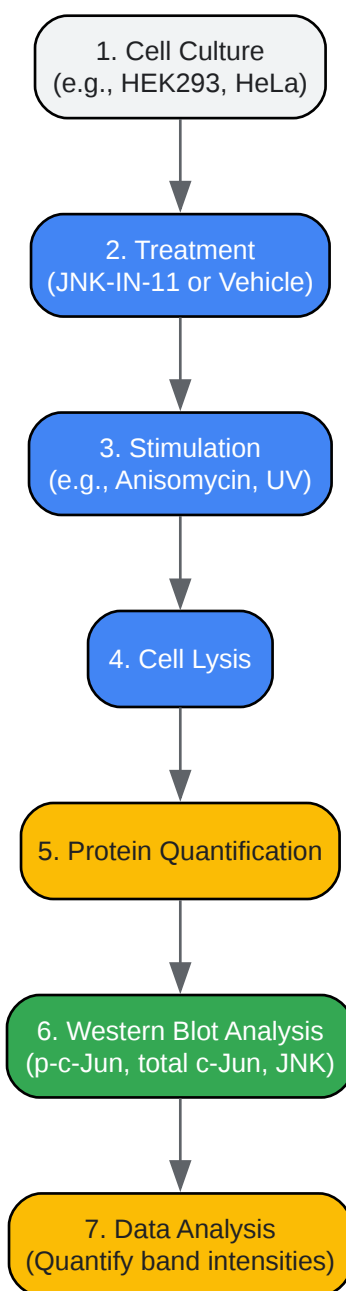 1. Cell Culture
(e.g., HEK293, HeLa)
2. Treatment
(JNK-IN-11 or Vehicle)
3. Stimulation
(e.g., Anisomycin, UV)
4. Cell Lysis
5. Protein Quantification
6. Western Blot Analysis
(p-c-Jun, total c-Jun, JNK)
7. Data Analysis
(Quantify band intensities)